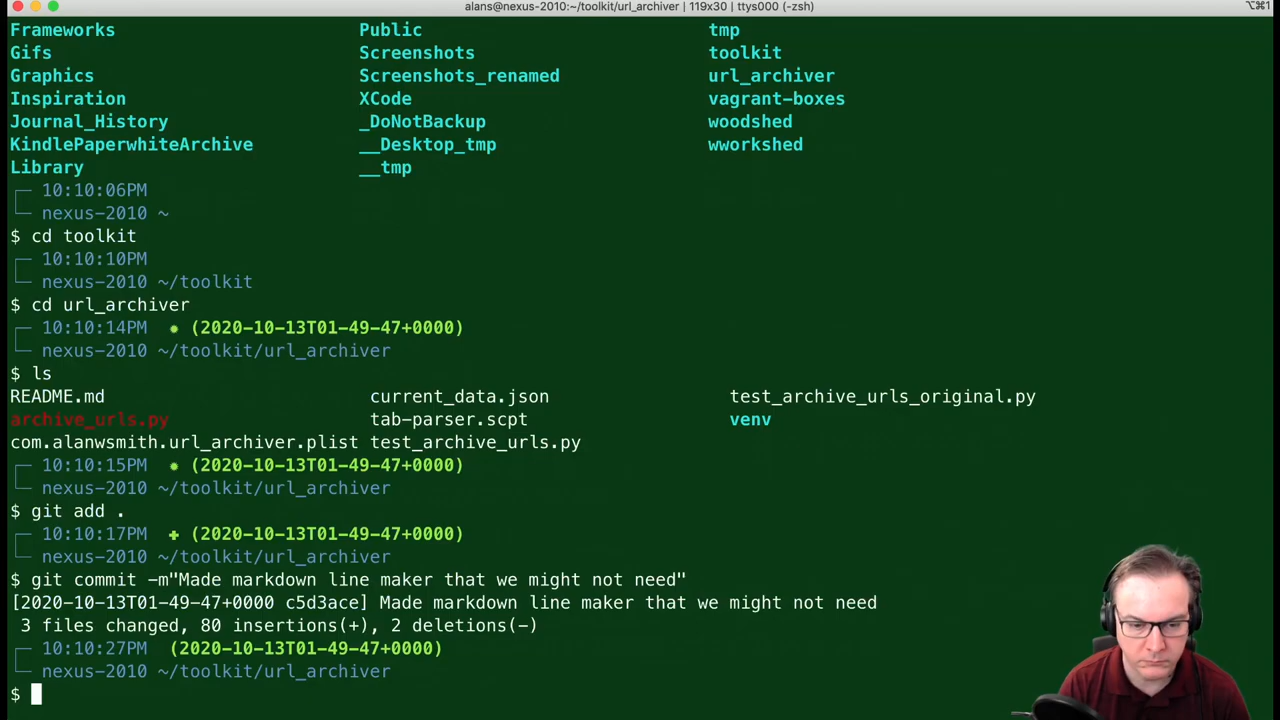 alans@nexus-2010:~/toolkit/url_archiver | 119x30 | ttys000 (-zsh)
⌥⌘1
Frameworks Public tmp
Gifs Screenshots toolkit
Graphics Screenshots_renamed url_archiver
Inspiration XCode vagrant-boxes
Journal_History _DoNotBackup woodshed
KindlePaperwhiteArchive __Desktop_tmp wworkshed
Library __tmp
10:10:06PM
nexus-2010 ~
$ cd toolkit
10:10:10PM
nexus-2010 ~/toolkit
$ cd url_archiver
10:10:14PM ● (2020-10-13T01-49-47+0000)
nexus-2010 ~/toolkit/url_archiver
$ ls
README.md current_data.json test_archive_urls_original.py
archive_urls.py tab-parser.scpt venv
com.alanwsmith.url_archiver.plist test_archive_urls.py
10:10:15PM ● (2020-10-13T01-49-47+0000)
nexus-2010 ~/toolkit/url_archiver
$ git add .
10:10:17PM ✚ (2020-10-13T01-49-47+0000)
nexus-2010 ~/toolkit/url_archiver
$ git commit -m"Made markdown line maker that we might not need"
[2020-10-13T01-49-47+0000 c5d3ace] Made markdown line maker that we might not need
3 files changed, 80 insertions(+), 2 deletions(-)
10:10:27PM (2020-10-13T01-49-47+0000)
nexus-2010 ~/toolkit/url_archiver
$